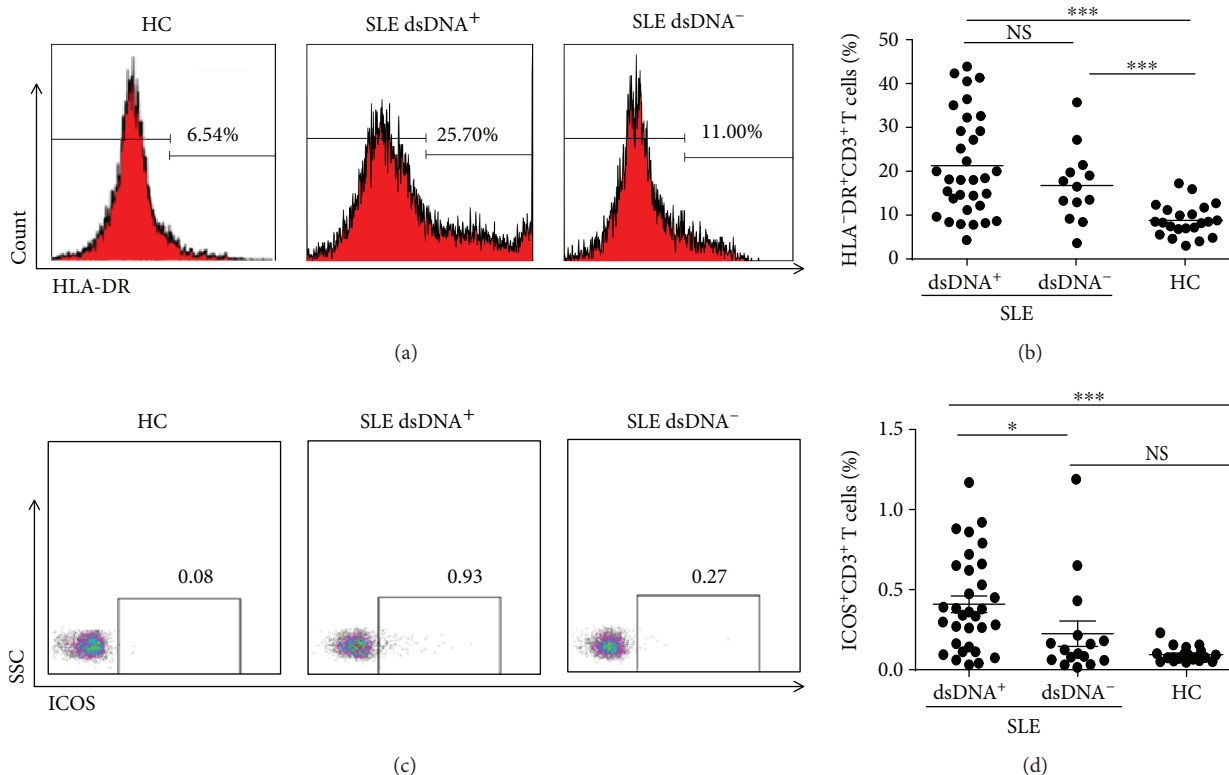 HC
SLE dsDNA⁺
SLE dsDNA⁻
6.54%
25.70%
11.00%
Count
HLA-DR
(a)
***
NS
***
HLA⁻DR⁺CD3⁺ T cells (%)
50
40
30
20
10
0
dsDNA⁺
dsDNA⁻
HC
SLE
(b)
HC
SLE dsDNA⁺
SLE dsDNA⁻
0.08
0.93
0.27
SSC
ICOS
(c)
***
*
NS
ICOS⁺CD3⁺ T cells (%)
1.5
1.0
0.5
0.0
dsDNA⁺
dsDNA⁻
HC
SLE
(d)